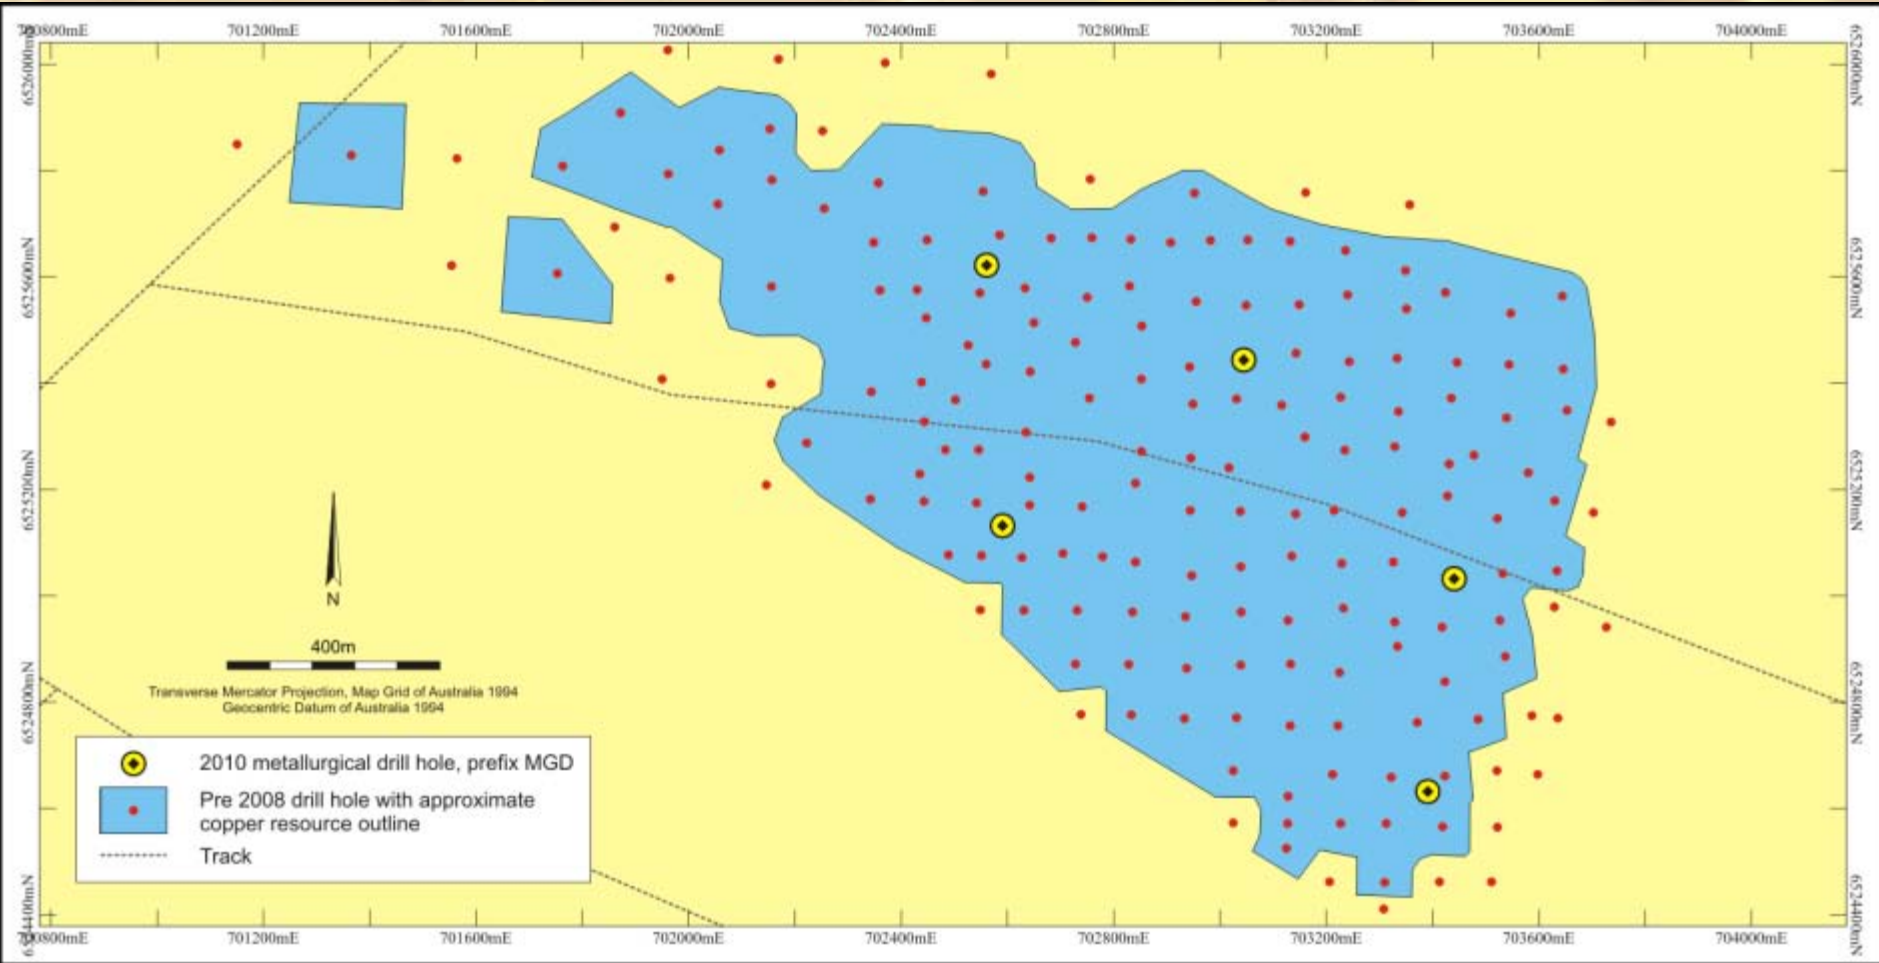 700800mE 701200mE 701600mE 702000mE 702400mE 702800mE 703200mE 703600mE 704000mE
6526000mN
6526000mN
6525600mN
6525600mN
6525200mN
6525200mN
N
400m
Transverse Mercator Projection, Map Grid of Australia 1994
Geocentric Datum of Australia 1994
6524800mN
6524800mN
2010 metallurgical drill hole, prefix MGD
Pre 2008 drill hole with approximate
copper resource outline
Track
6524400mN
6524400mN
700800mE 701200mE 701600mE 702000mE 702400mE 702800mE 703200mE 703600mE 704000mE